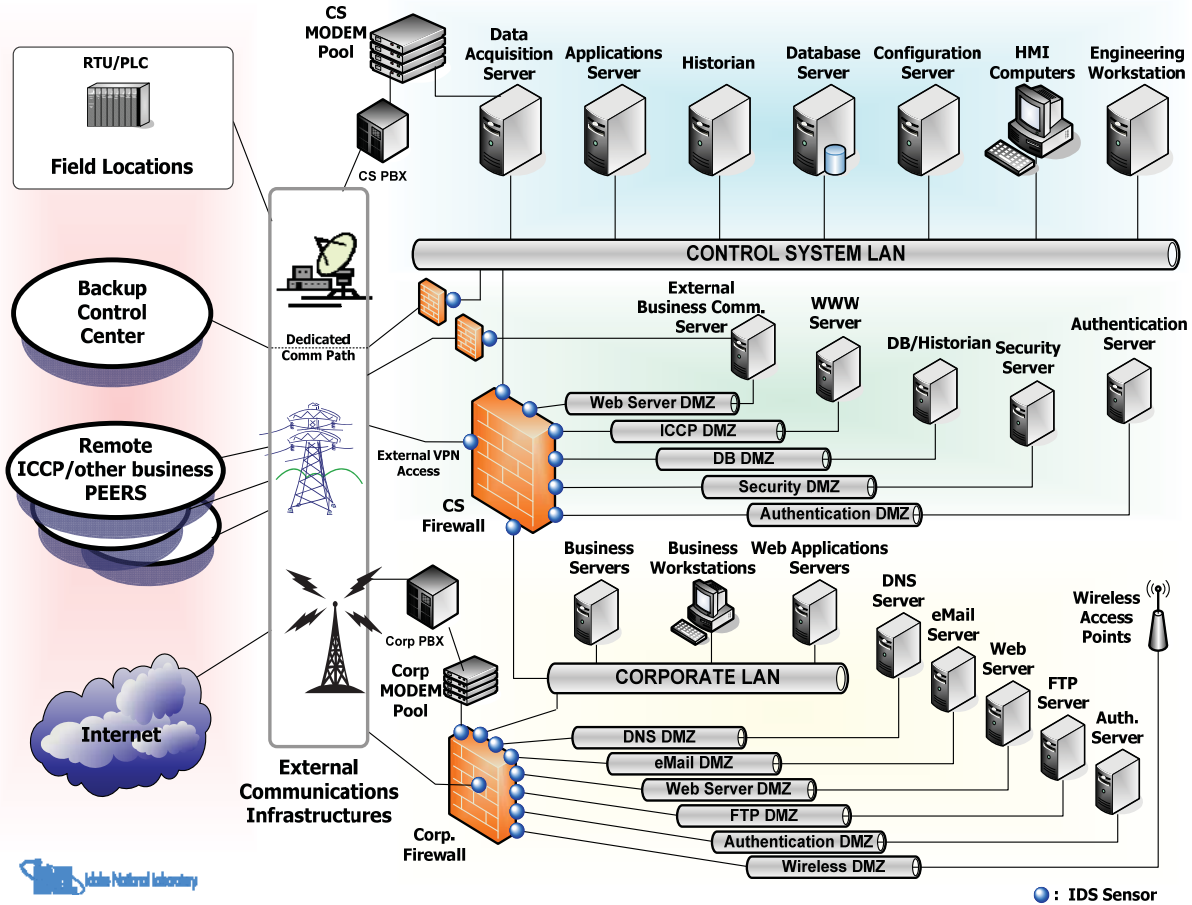 CS
MODEM
Pool
Data
Acquisition
Server
Applications
Server
Historian
Database
Server
Configuration
Server
HMI
Computers
Engineering
Workstation
RTU/PLC
Field Locations
CS PBX
CONTROL SYSTEM LAN
Backup
Control
Center
Dedicated
Comm Path
External
Business Comm.
Server
WWW
Server
DB/Historian
Security
Server
Authentication
Server
Web Server DMZ
ICCP DMZ
DB DMZ
Security DMZ
Authentication DMZ
External VPN
Access
CS
Firewall
Remote
ICCP/other business
PEERS
Business
Servers
Business
Workstations
Web Applications
Servers
DNS
Server
eMail
Server
Web
Server
FTP
Server
Auth.
Server
Wireless
Access
Points
Corp PBX
Corp
MODEM
Pool
CORPORATE LAN
Internet
DNS DMZ
eMail DMZ
Web Server DMZ
FTP DMZ
Authentication DMZ
Wireless DMZ
External
Communications
Infrastructures
Corp.
Firewall
Idaho National Laboratory
: IDS Sensor